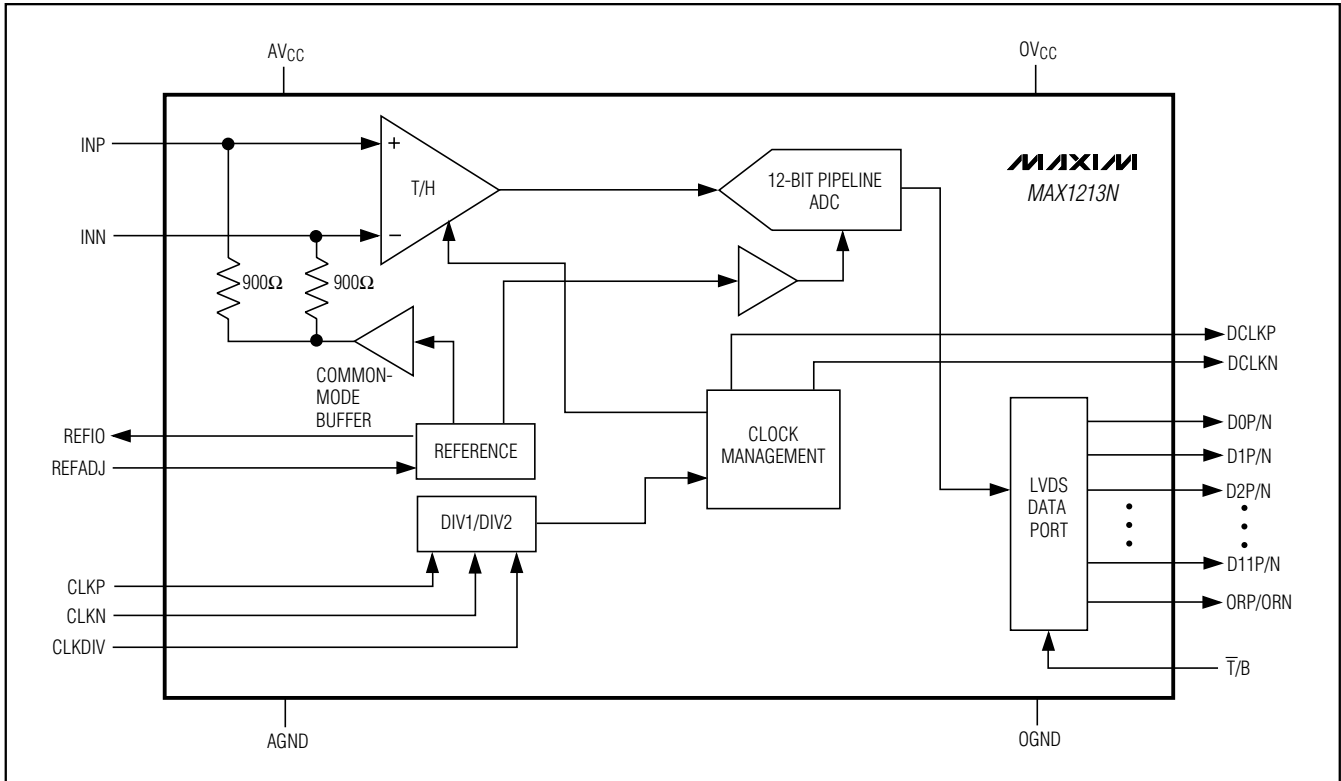 AVCC
OVCC
INP
+
T/H
12-BIT PIPELINE
ADC
MAXIM
MAX1213N
INN
−
900Ω
900Ω
COMMON-
MODE
BUFFER
DCLKP
DCLKN
REFIO
REFADJ
REFERENCE
CLOCK
MANAGEMENT
LVDS
DATA
PORT
D0P/N
D1P/N
D2P/N
D11P/N
ORP/ORN
DIV1/DIV2
CLKP
CLKN
CLKDIV
T̅/B
AGND
OGND